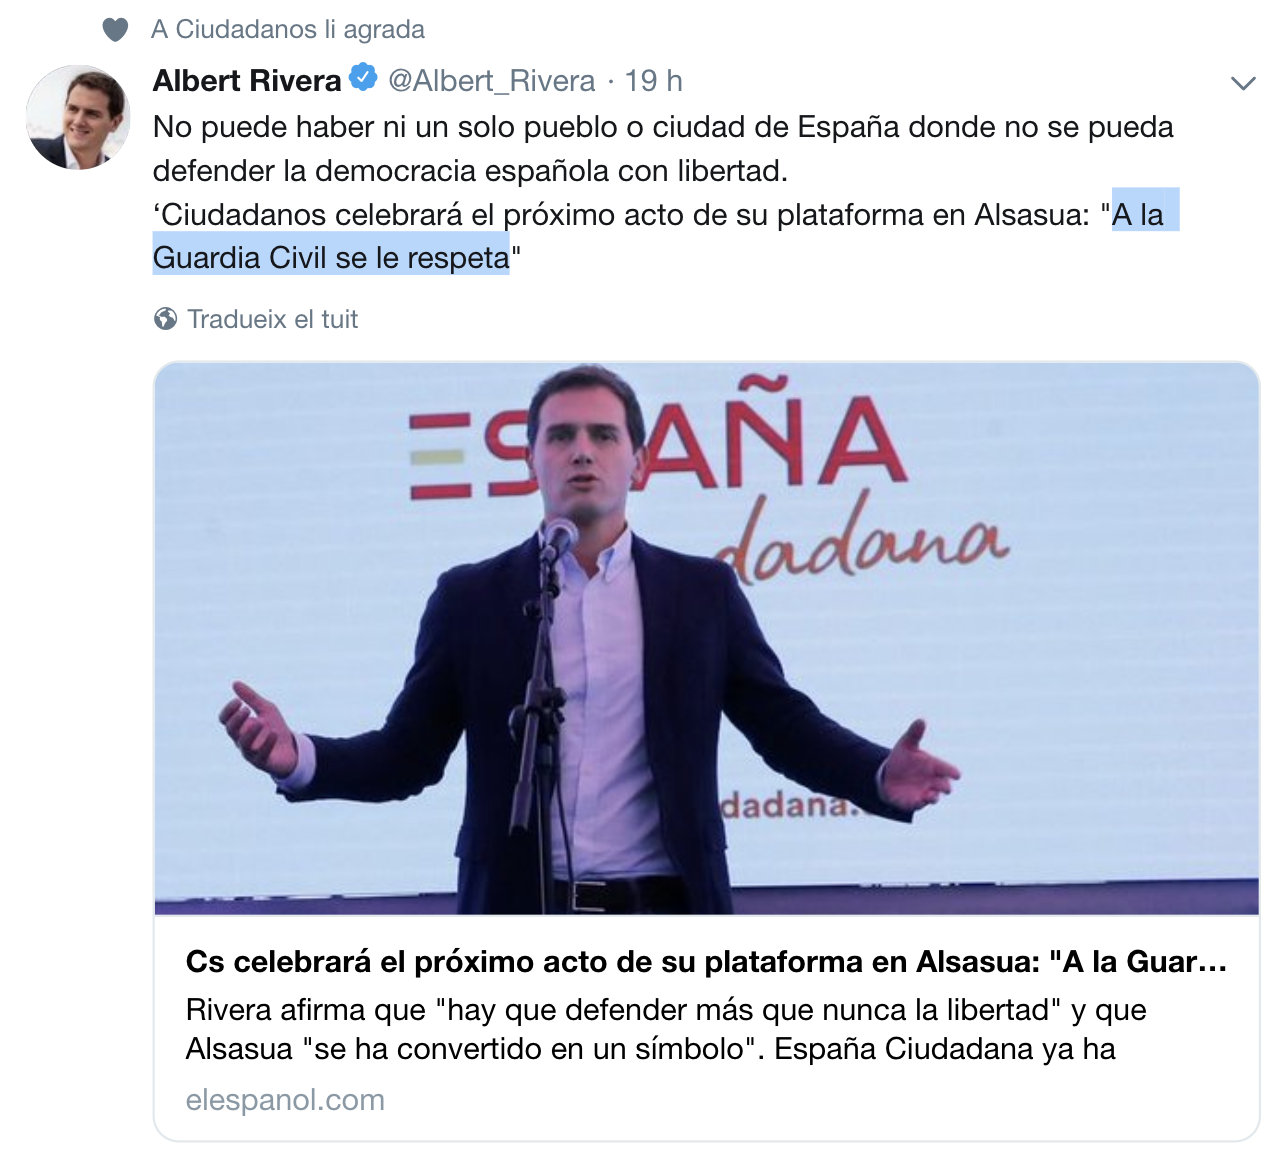 A Ciudadanos li agrada
Albert Rivera @Albert_Rivera · 19 h
No puede haber ni un solo pueblo o ciudad de España donde no se pueda
defender la democracia española con libertad.
‘Ciudadanos celebrará el próximo acto de su plataforma en Alsasua: "A la
Guardia Civil se le respeta"
Tradueix el tuit
ES AÑA
dadana
dadana.
Cs celebrará el próximo acto de su plataforma en Alsasua: "A la Guar...
Rivera afirma que "hay que defender más que nunca la libertad" y que
Alsasua "se ha convertido en un símbolo". España Ciudadana ya ha
elespanol.com